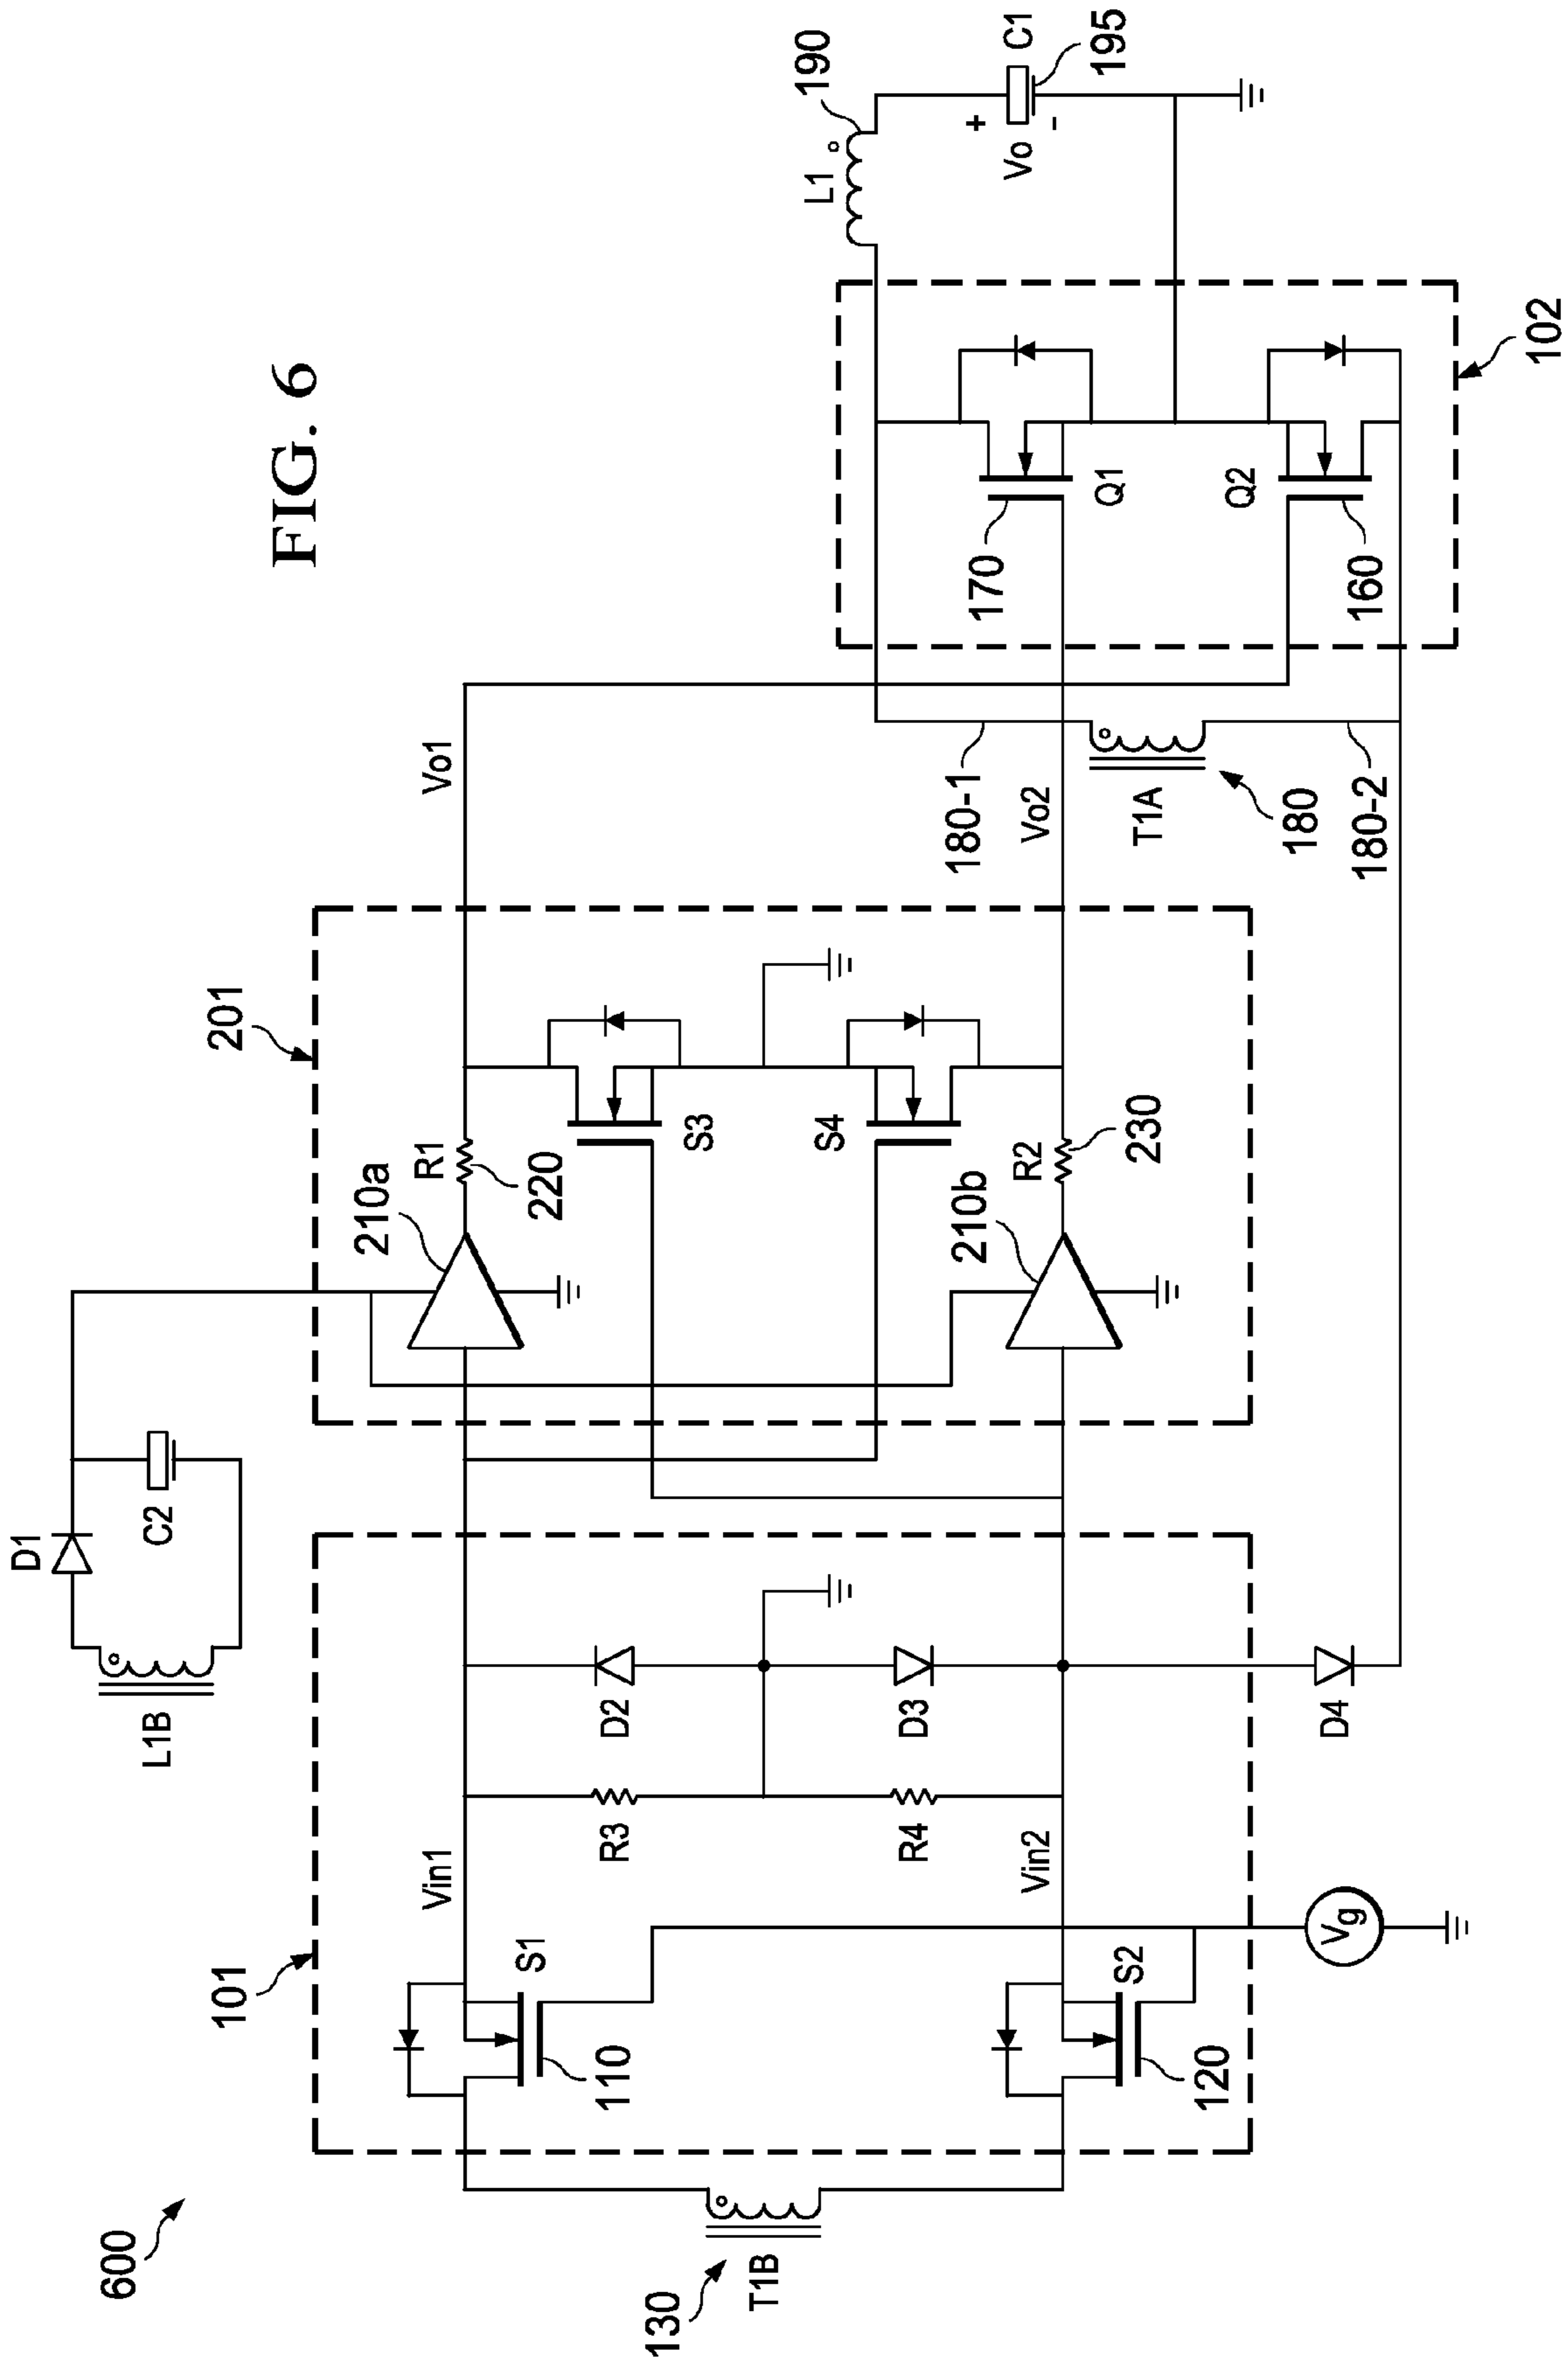 FIG. 6
600
130
T1B
101
110
S1
120
S2
Vg
Vin1
Vin2
R3
R4
D2
D3
D4
L1B
D1
C2
201
210a
R1
220
S3
S4
210b
R2
230
Vo1
Vo2
180-1
T1A
180
180-2
170
Q1
Q2
160
102
L1
190
+
Vo
-
C1
195